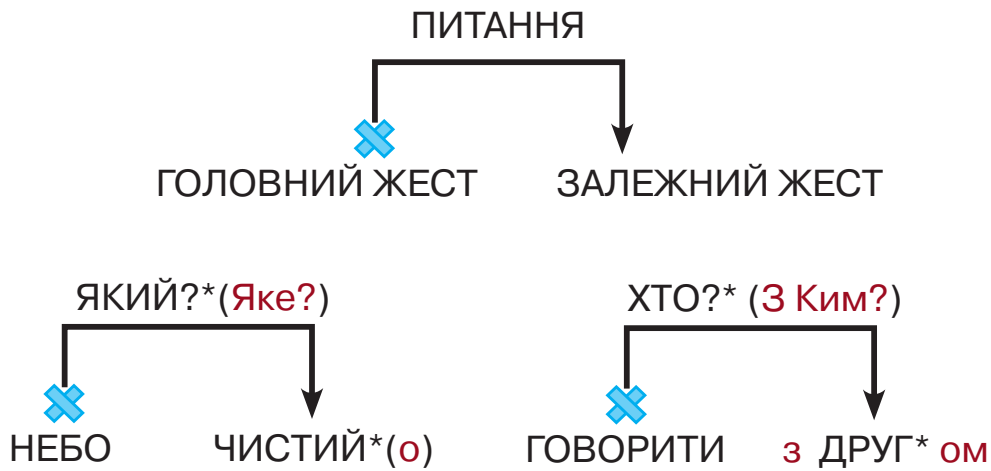 ПИТАННЯ
ГОЛОВНИЙ ЖЕСТ ЗАЛЕЖНИЙ ЖЕСТ
ЯКИЙ?*(Яке?) ХТО?* (З Ким?)
НЕБО ЧИСТИЙ*(о) ГОВОРИТИ з ДРУГ* ом